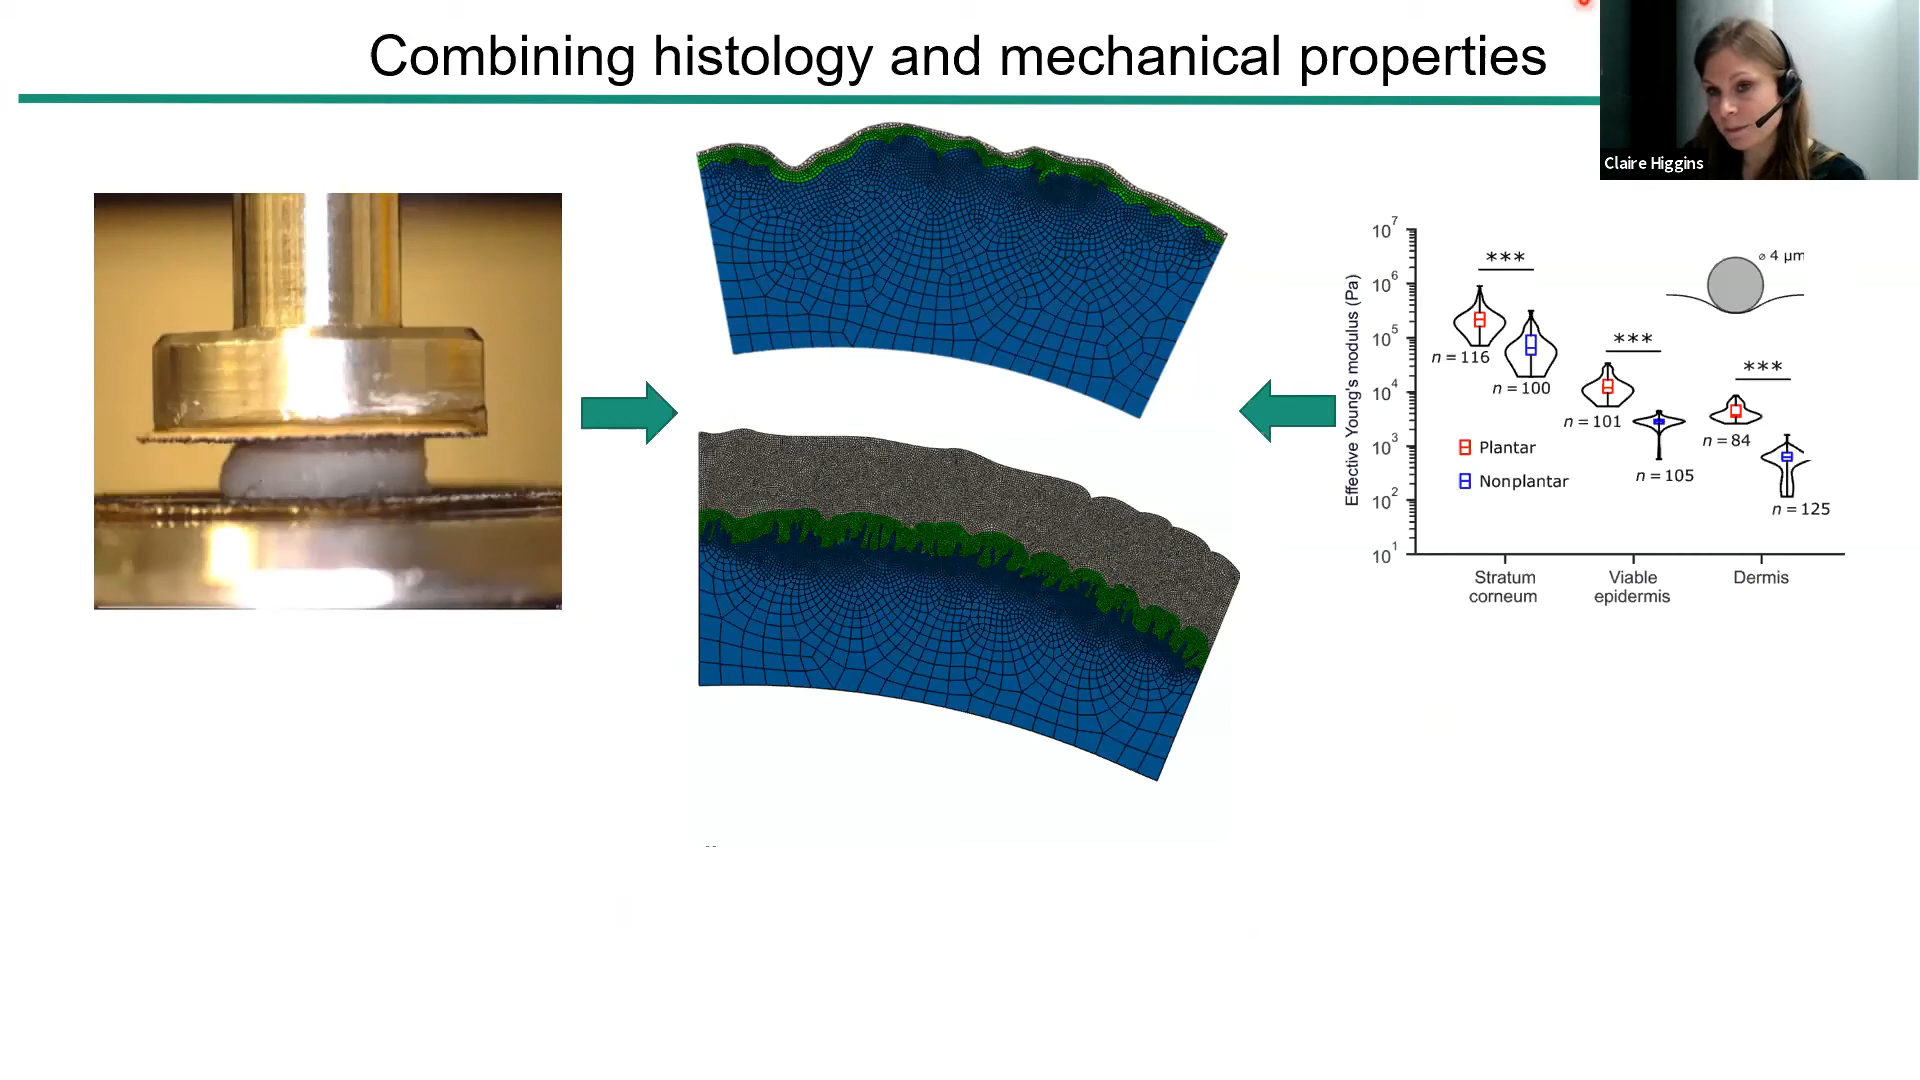 Combining histology and mechanical properties
Claire Higgins
Effective Young's modulus (Pa)
10^7
10^6
10^5
10^4
10^3
10^2
10^1
***
***
***
⌀ 4 μm
n = 116
n = 100
n = 101
n = 105
n = 84
n = 125
Plantar
Nonplantar
Stratum
corneum
Viable
epidermis
Dermis